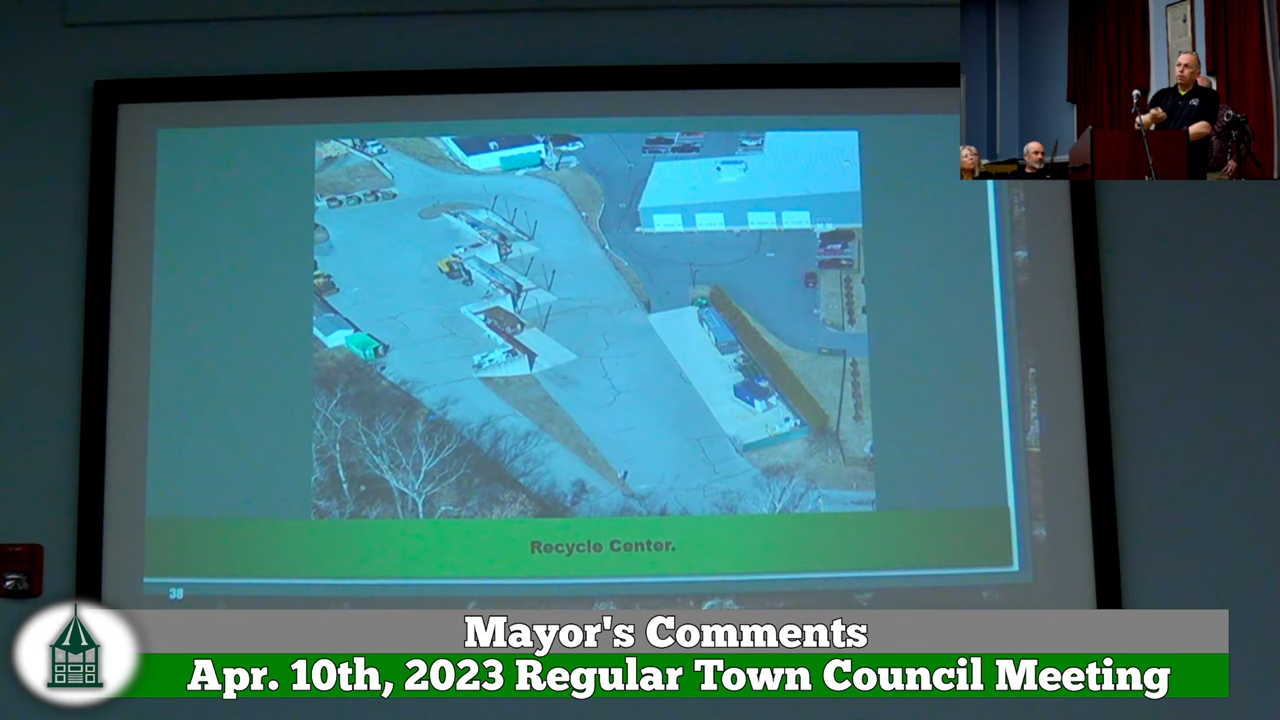 Recycle Center.
38
Mayor's Comments
Apr. 10th, 2023 Regular Town Council Meeting